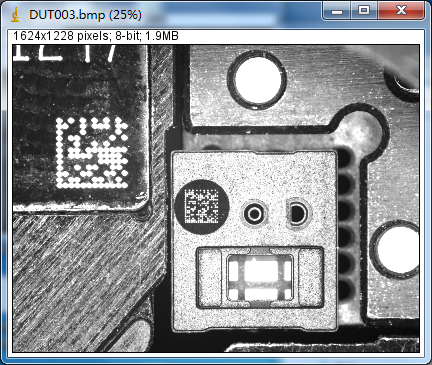 DUT003.bmp (25%)
1624x1228 pixels; 8-bit; 1.9MB